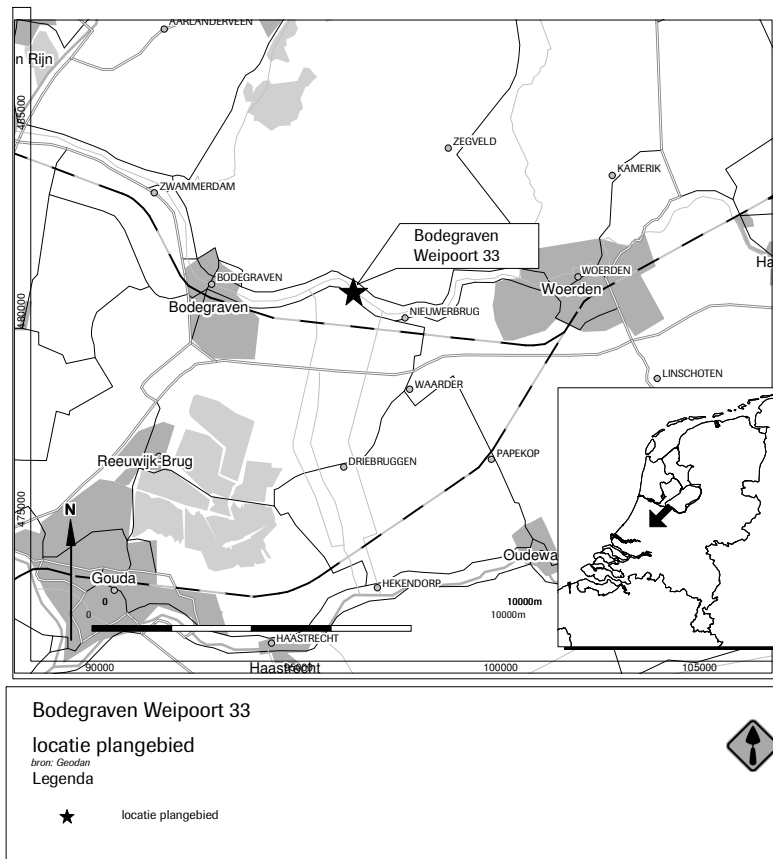 AARLANDERVEEN
n Rijn
485000
ZEGVELD
KAMERIK
ZWAMMERDAM
Bodegraven
Weipoort 33
Ha
BODEGRAVEN
WOERDEN
Woerden
Bodegraven
480000
NIEUWERBRUG
LINSCHOTEN
WAARDER
Reeuwijk-Brug
DRIEBRUGGEN
PAPEKOP
475000
N
Oudewa
Gouda
HEKENDORP
0
10000m
0
10000m
HAASTRECHT
Haastrecht
90000
95000
100000
105000
Bodegraven Weipoort 33
locatie plangebied
bron: Geodan
Legenda
locatie plangebied